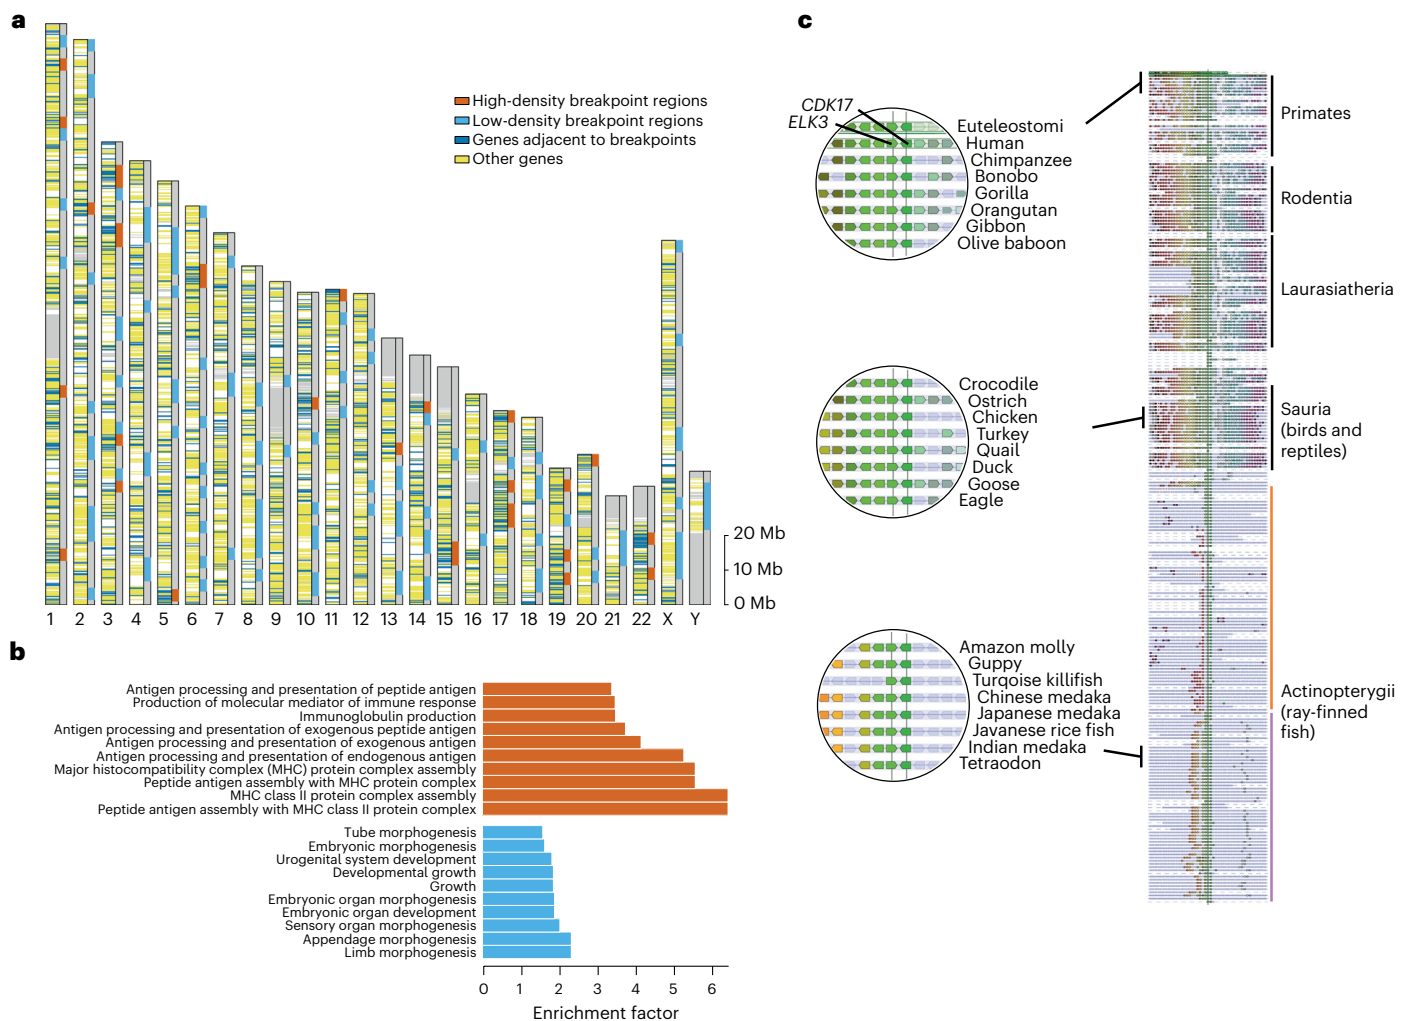 a
High-density breakpoint regions
Low-density breakpoint regions
Genes adjacent to breakpoints
Other genes
20 Mb
10 Mb
0 Mb
1 2 3 4 5 6 7 8 9 10 11 12 13 14 15 16 17 18 19 20 21 22 X Y
b
Antigen processing and presentation of peptide antigen
Production of molecular mediator of immune response
Immunoglobulin production
Antigen processing and presentation of exogenous peptide antigen
Antigen processing and presentation of exogenous antigen
Antigen processing and presentation of endogenous antigen
Major histocompatibility complex (MHC) protein complex assembly
Peptide antigen assembly with MHC protein complex
MHC class II protein complex assembly
Peptide antigen assembly with MHC class II protein complex
Tube morphogenesis
Embryonic morphogenesis
Urogenital system development
Developmental growth
Growth
Embryonic organ morphogenesis
Embryonic organ development
Sensory organ morphogenesis
Appendage morphogenesis
Limb morphogenesis
0 1 2 3 4 5 6
Enrichment factor
c
CDK17
ELK3
Euteleostomi
Human
Chimpanzee
Bonobo
Gorilla
Orangutan
Gibbon
Olive baboon
Crocodile
Ostrich
Chicken
Turkey
Quail
Duck
Goose
Eagle
Amazon molly
Guppy
Turqoise killifish
Chinese medaka
Japanese medaka
Javanese rice fish
Indian medaka
Tetraodon
Primates
Rodentia
Laurasiatheria
Sauria
(birds and
reptiles)
Actinopterygii
(ray-finned
fish)